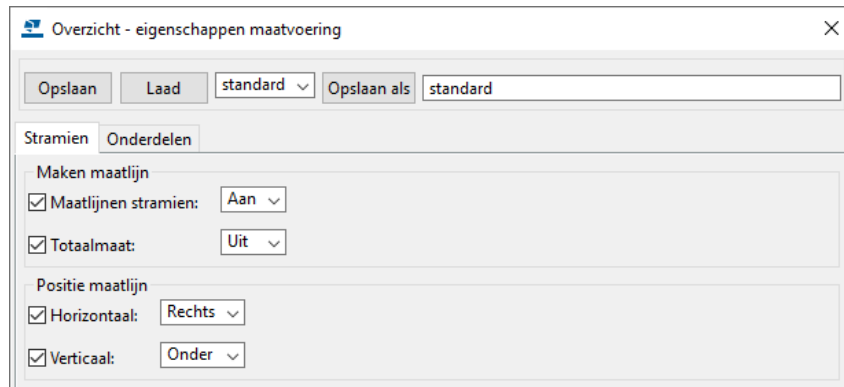 Overzicht - eigenschappen maatvoering
Opslaan Laad standard Opslaan als standard
Stramien Onderdelen
Maken maatlijn
Maatlijnen stramien: Aan
Totaalmaat: Uit
Positie maatlijn
Horizontaal: Rechts
Verticaal: Onder